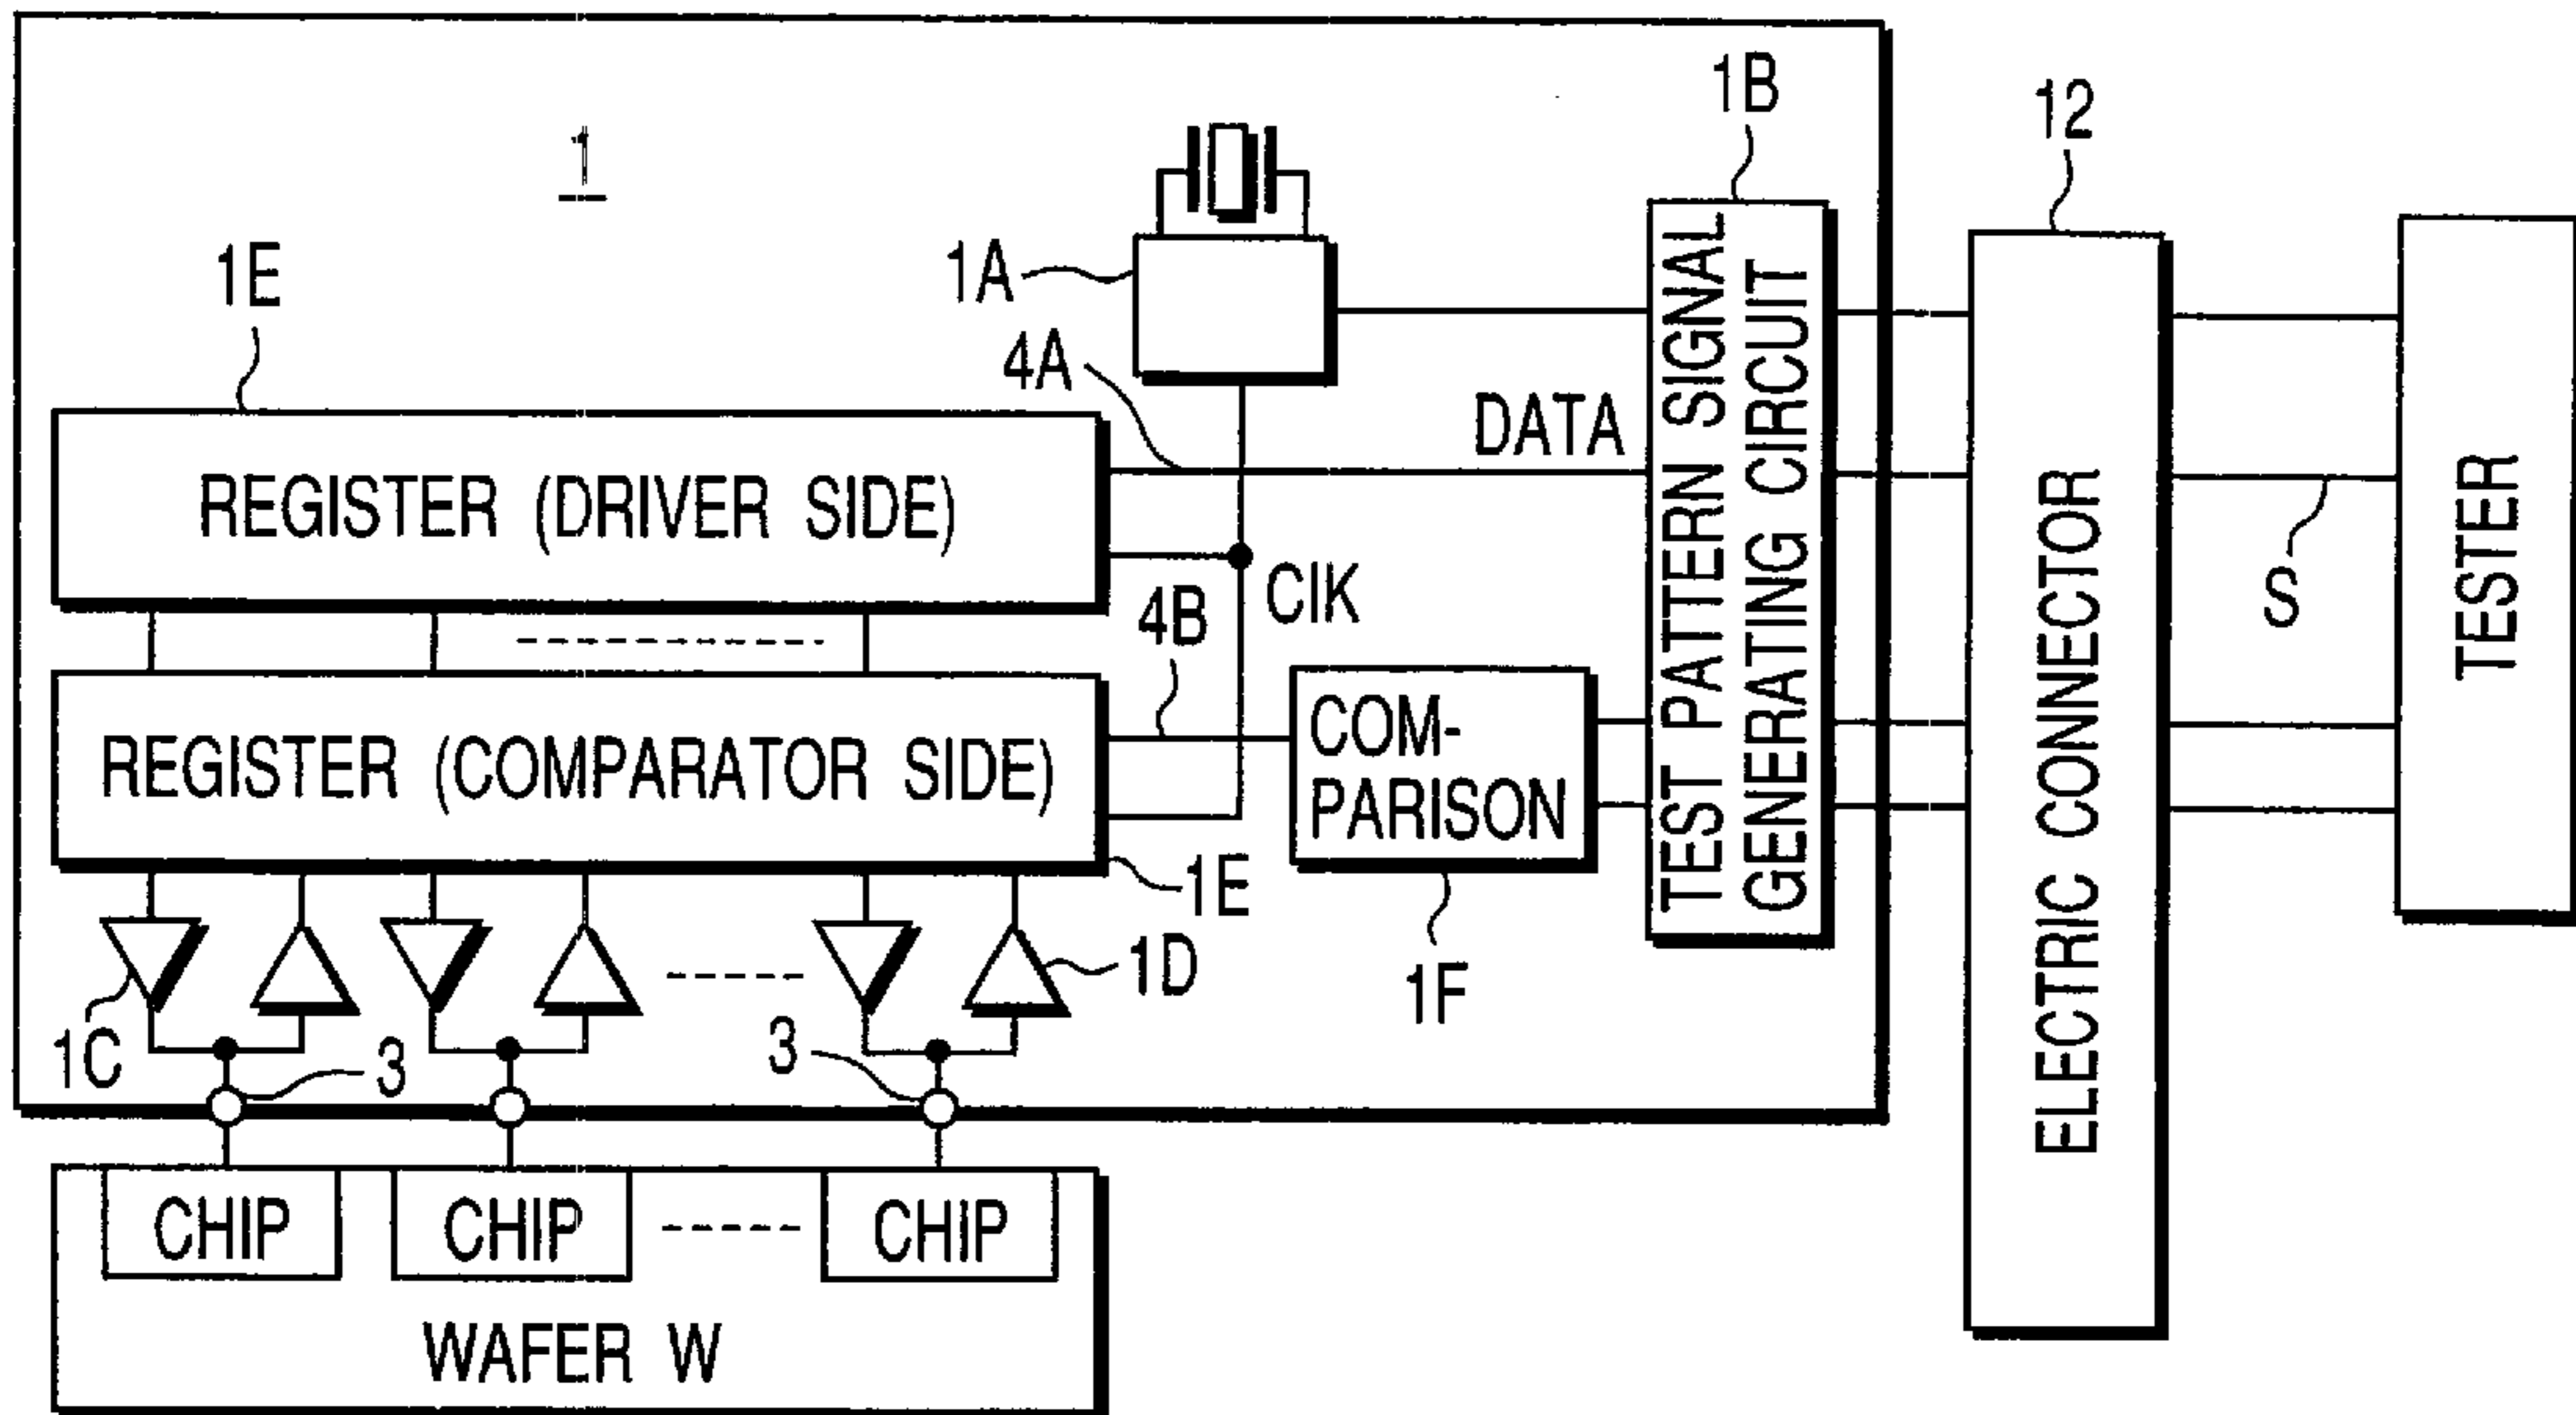 1
1B
12
1A
1E
4A
DATA
REGISTER (DRIVER SIDE)
CIK
4B
S
REGISTER (COMPARATOR SIDE)
COM-
PARISON
TEST PATTERN SIGNAL
GENERATING CIRCUIT
ELECTRIC CONNECTOR
TESTER
1E
1D
1F
1C
3
3
CHIP
CHIP
CHIP
WAFER W